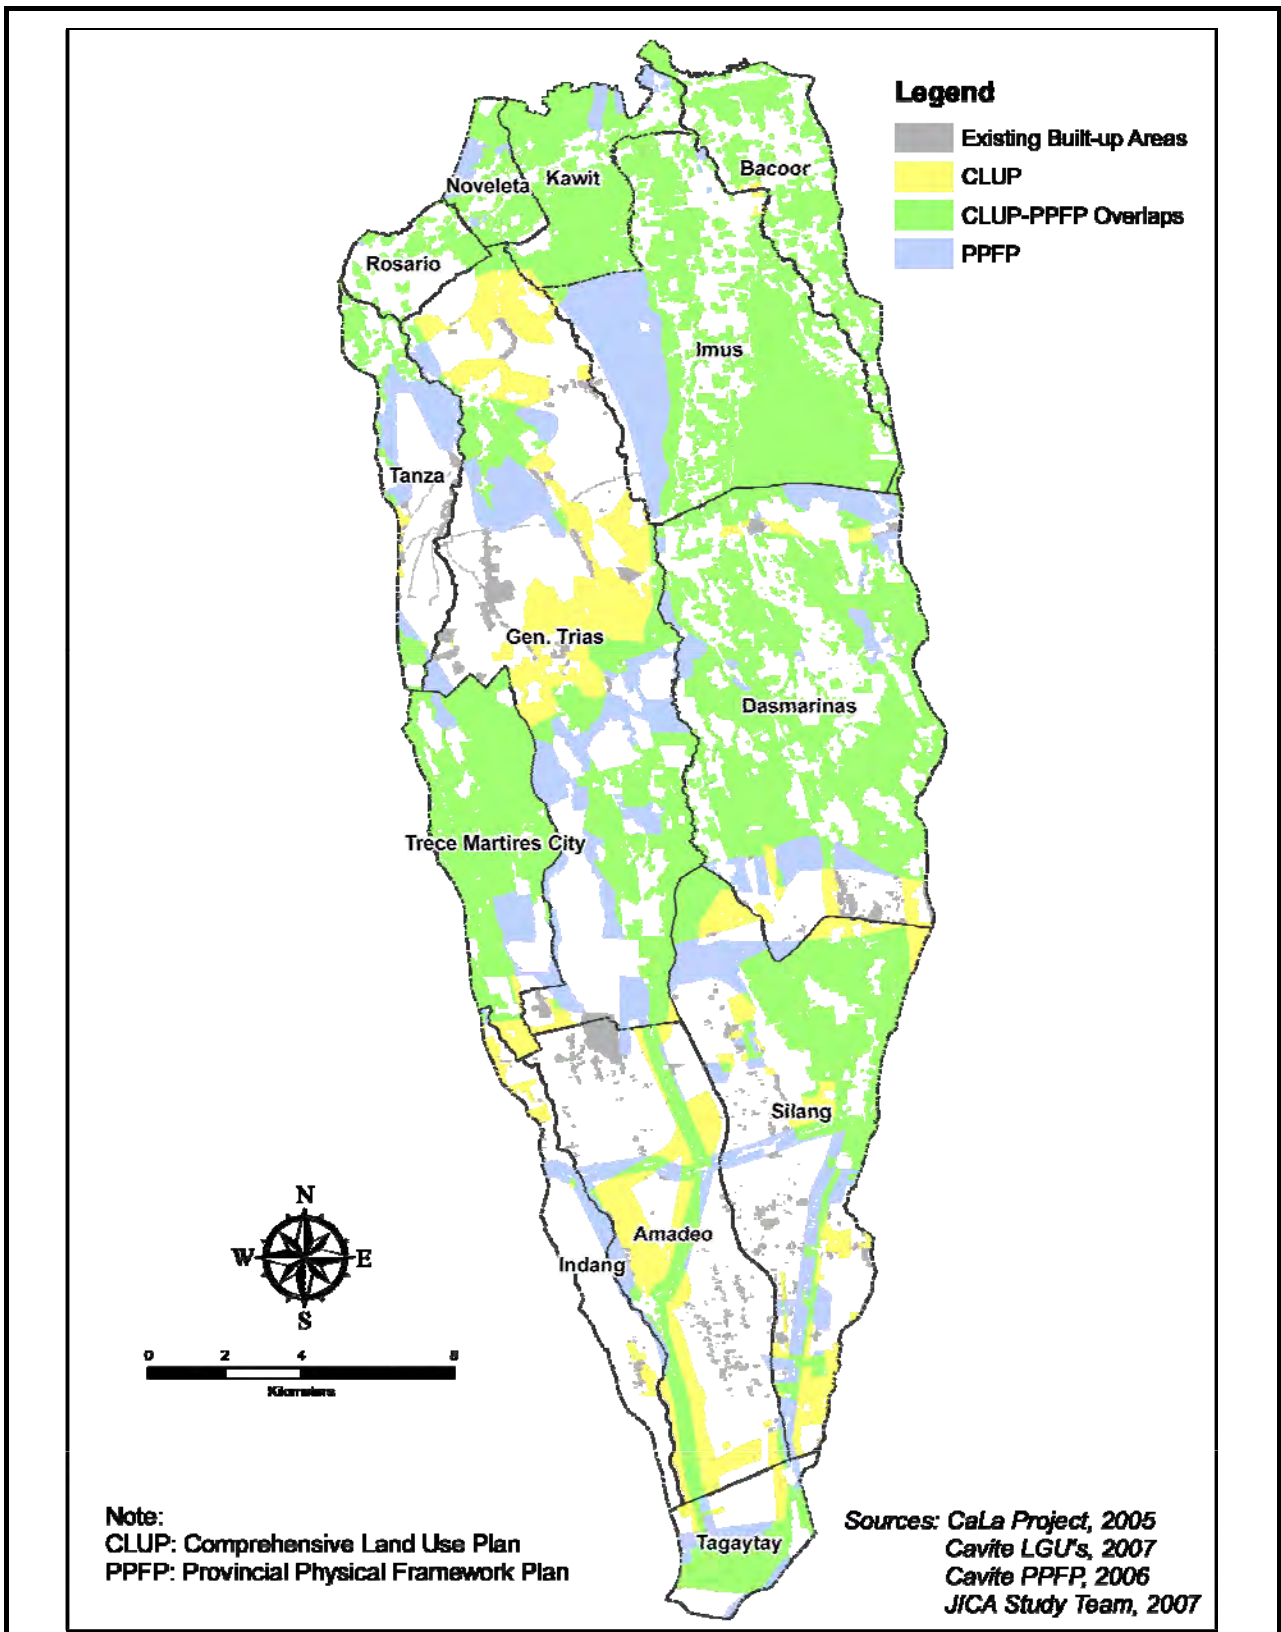 Legend
Existing Built-up Areas
CLUP
CLUP-PPFP Overlaps
PPFP
Bacoor
Kawit
Noveleta
Rosario
Imus
Tanza
Gen. Trias
Dasmarinas
Trece Martires City
Silang
Amadeo
Indang
Tagaytay
N
W E
S
0 2 4 8
Kilometers
Note:
CLUP: Comprehensive Land Use Plan
PPFP: Provincial Physical Framework Plan
Sources: CaLa Project, 2005
Cavite LGU's, 2007
Cavite PPFP, 2006
JICA Study Team, 2007